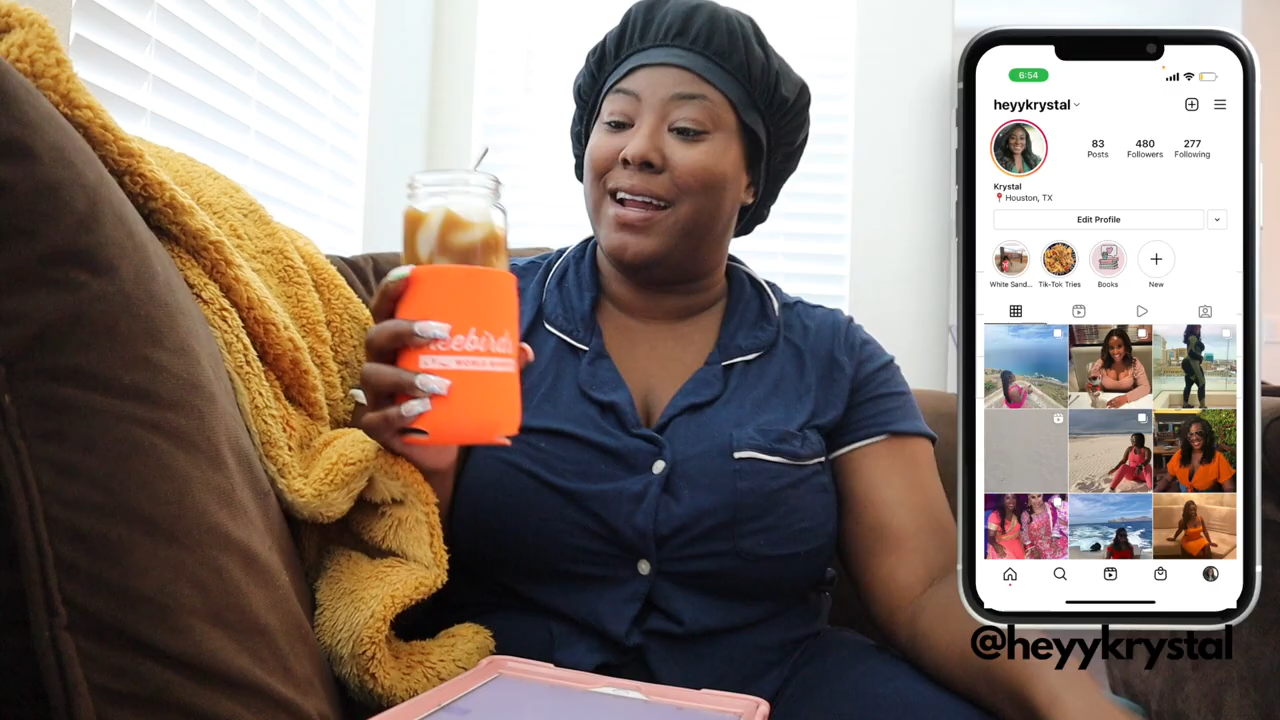 WORLD
6:54
heyykrystal
83
480
277
Posts
Followers
Following
Krystal
Houston, TX
Edit Profile
White Sand...
Tik-Tok Tries
Books
New
@heyykrystal